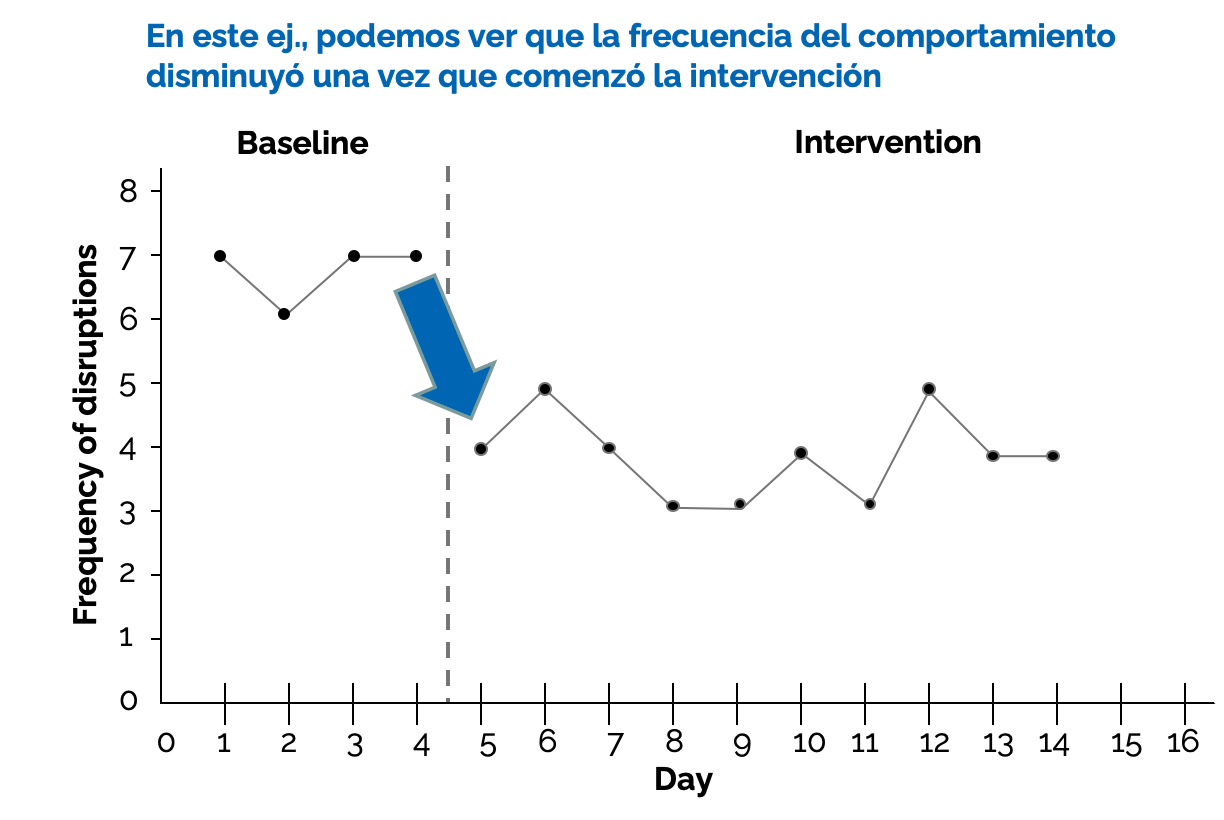 En este ej., podemos ver que la frecuencia del comportamiento
disminuyó una vez que comenzó la intervención
Baseline
Intervention
Frequency of disruptions
8
7
6
5
4
3
2
1
0
0 1 2 3 4 5 6 7 8 9 10 11 12 13 14 15 16
Day